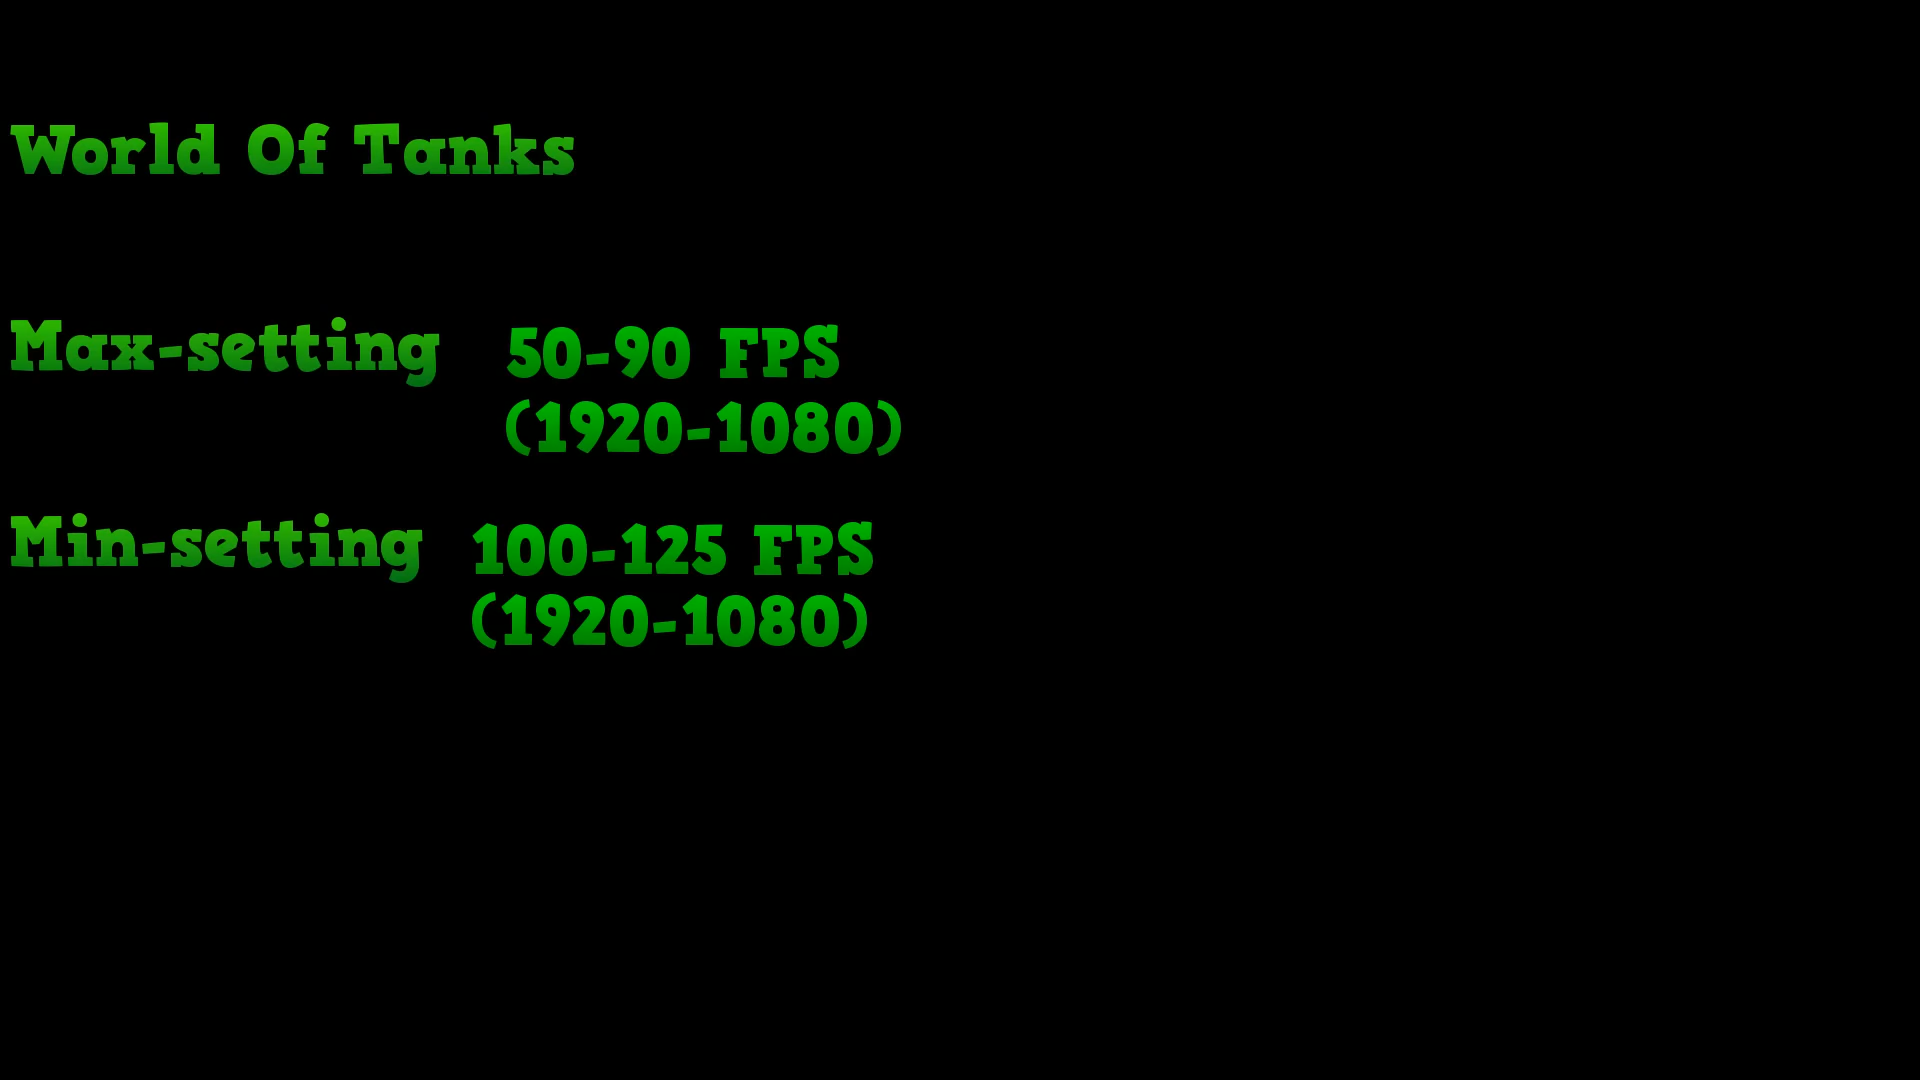 World Of Tanks
Max-setting 50-90 FPS
(1920-1080)
Min-setting 100-125 FPS
(1920-1080)